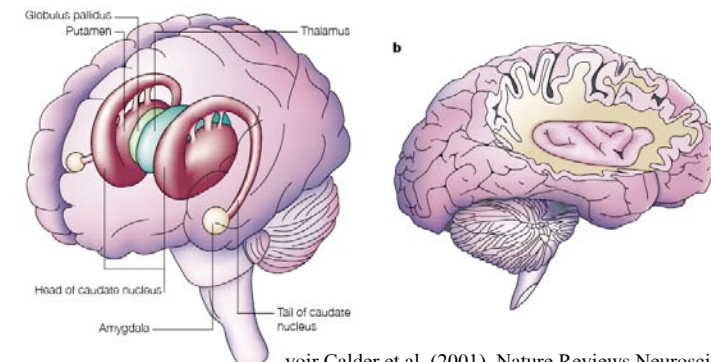 Globulus pallidus
Putamen
Thalamus
b
Head of caudate nucleus
Amygdala
Tail of caudate
nucleus
voir Calder et al. (2001), Nature Reviews Neurosci